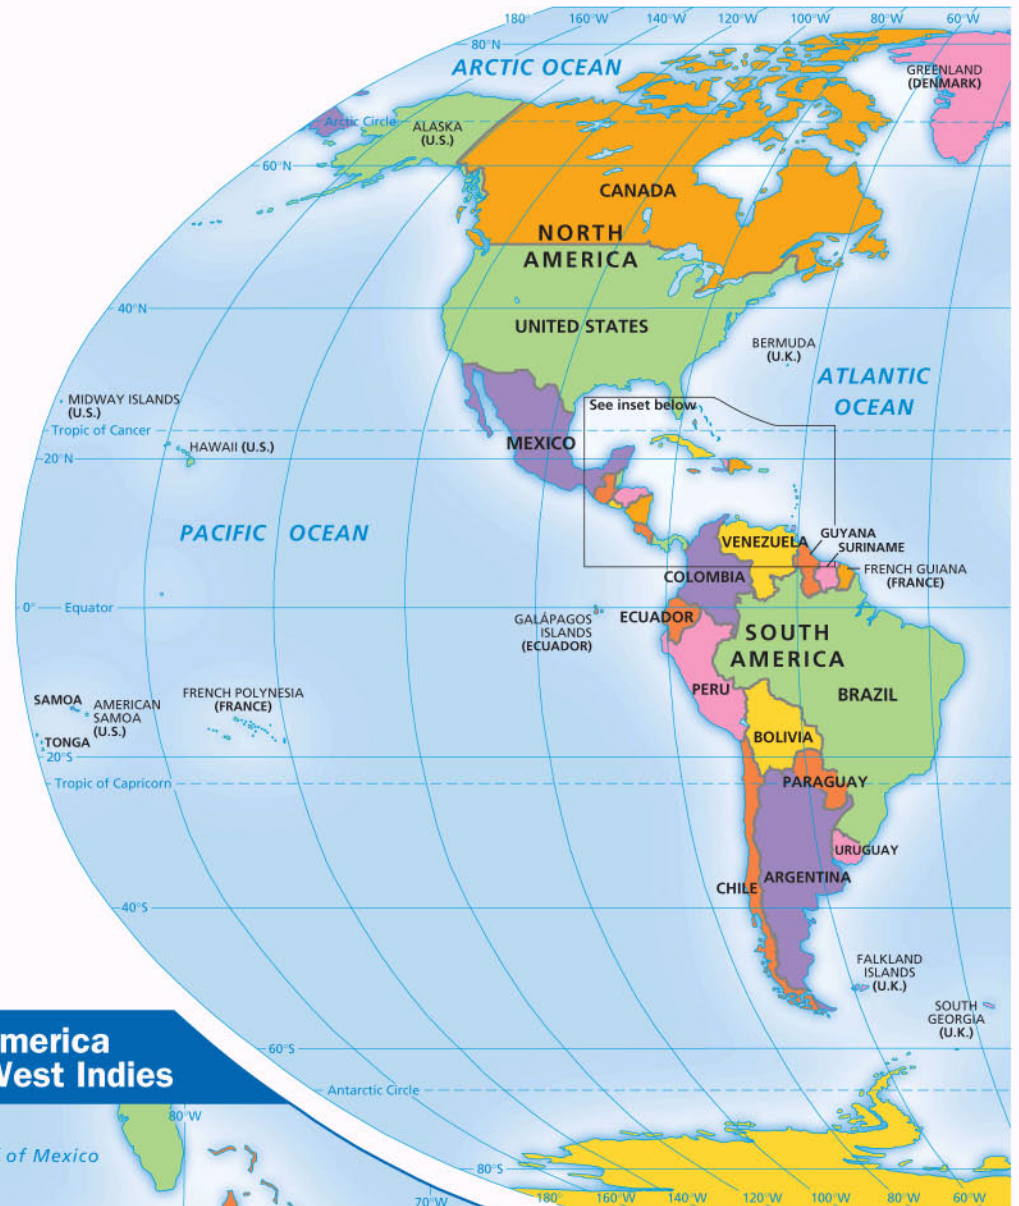 180°
160°W
140°W
120°W
100°W
80°W
60°W
80°N
ARCTIC OCEAN
GREENLAND
(DENMARK)
Arctic Circle
ALASKA
(U.S.)
60°N
CANADA
NORTH
AMERICA
40°N
UNITED STATES
BERMUDA
(U.K.)
ATLANTIC
OCEAN
MIDWAY ISLANDS
(U.S.)
See inset below
Tropic of Cancer
HAWAII (U.S.)
MEXICO
20°N
PACIFIC OCEAN
VENEZUELA
GUYANA
SURINAME
FRENCH GUIANA
(FRANCE)
COLOMBIA
0°
Equator
GALÁPAGOS
ISLANDS
(ECUADOR)
ECUADOR
SOUTH
AMERICA
PERU
BRAZIL
SAMOA
AMERICAN
SAMOA
(U.S.)
FRENCH POLYNESIA
(FRANCE)
TONGA
BOLIVIA
20°S
Tropic of Capricorn
PARAGUAY
URUGUAY
CHILE
ARGENTINA
40°S
FALKLAND
ISLANDS
(U.K.)
SOUTH
GEORGIA
(U.K.)
merica
West Indies
60°S
Antarctic Circle
80°W
of Mexico
80°S
70°W
180°
160°W
140°W
120°W
100°W
80°W
60°W